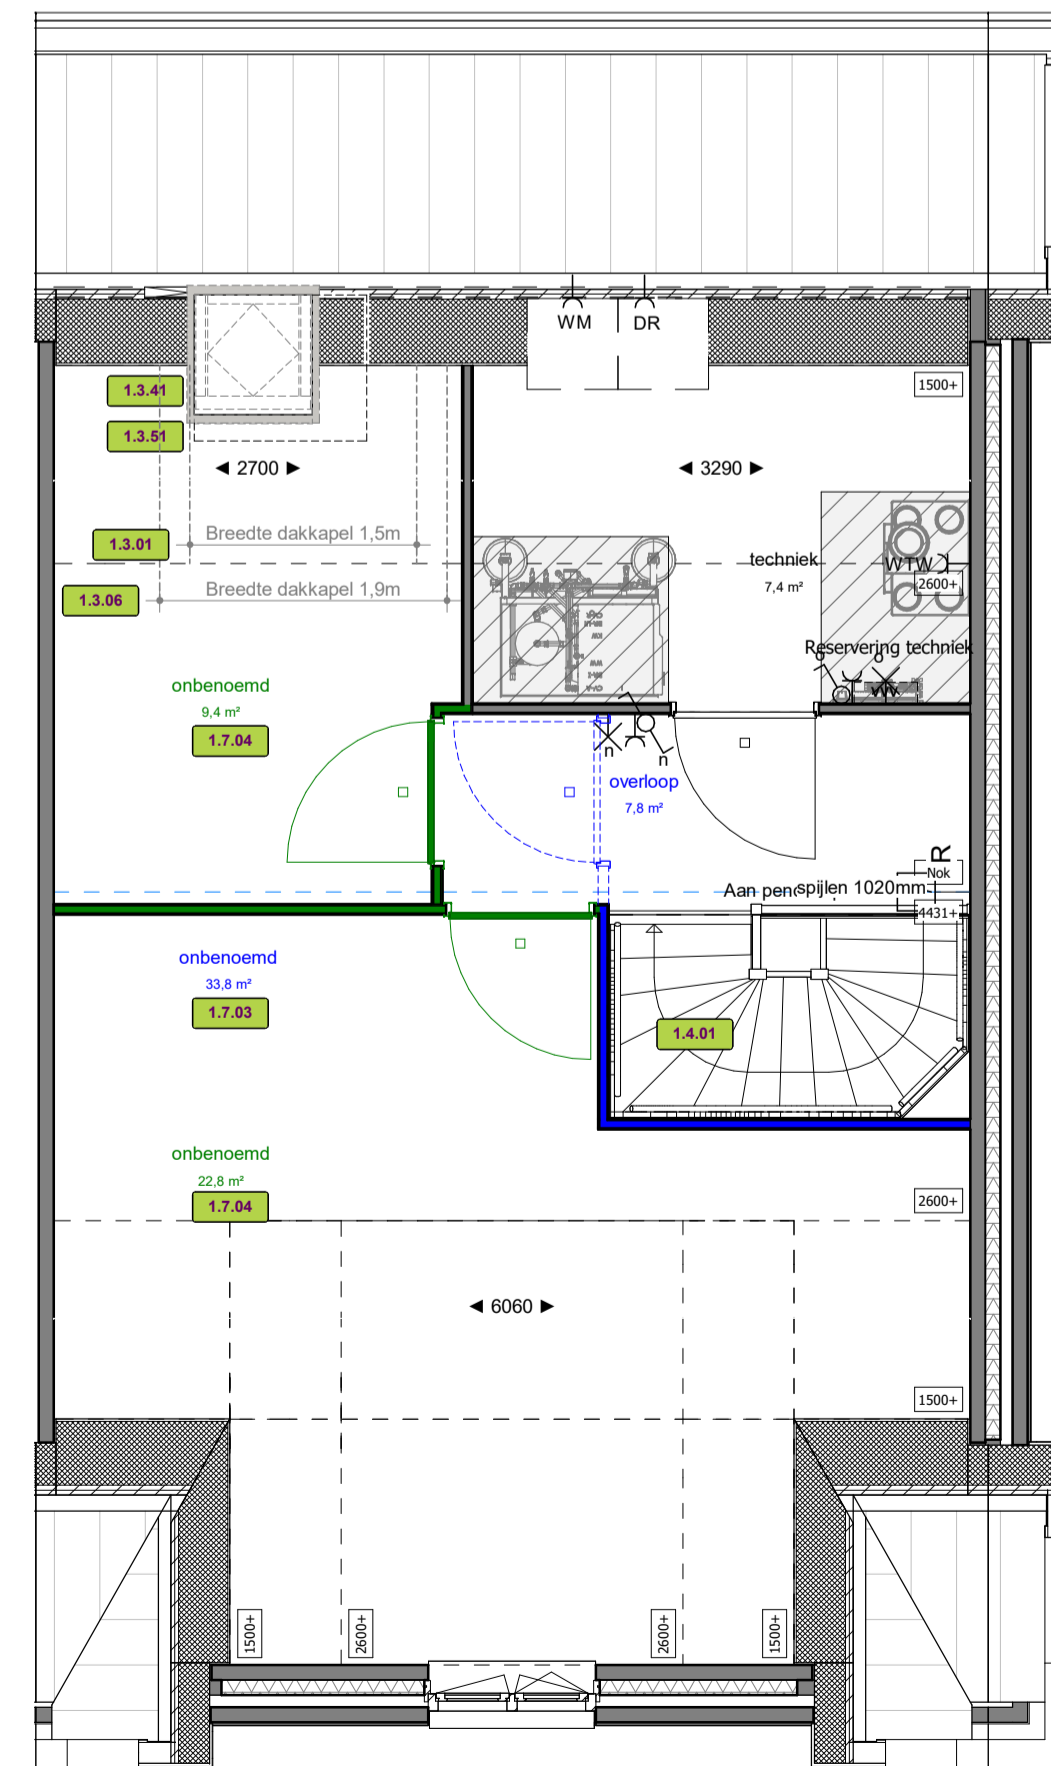 WM
DR
1.3.41
1500+
1.3.51
2700
3290
Breedte dakkapel 1,5m
1.3.01
techniek
7,4 m²
WTW
2600+
Breedte dakkapel 1,9m
1.3.06
Reservering techniek
onbenoemd
9,4 m²
1.7.04
n
n
overloop
7,8 m²
R
Nok
Aan
spijlen 1020mm
4431+
onbenoemd
33,8 m²
1.7.03
1.4.01
onbenoemd
22,8 m²
1.7.04
2600+
6060
1500+
1500+
2600+
2600+
1500+